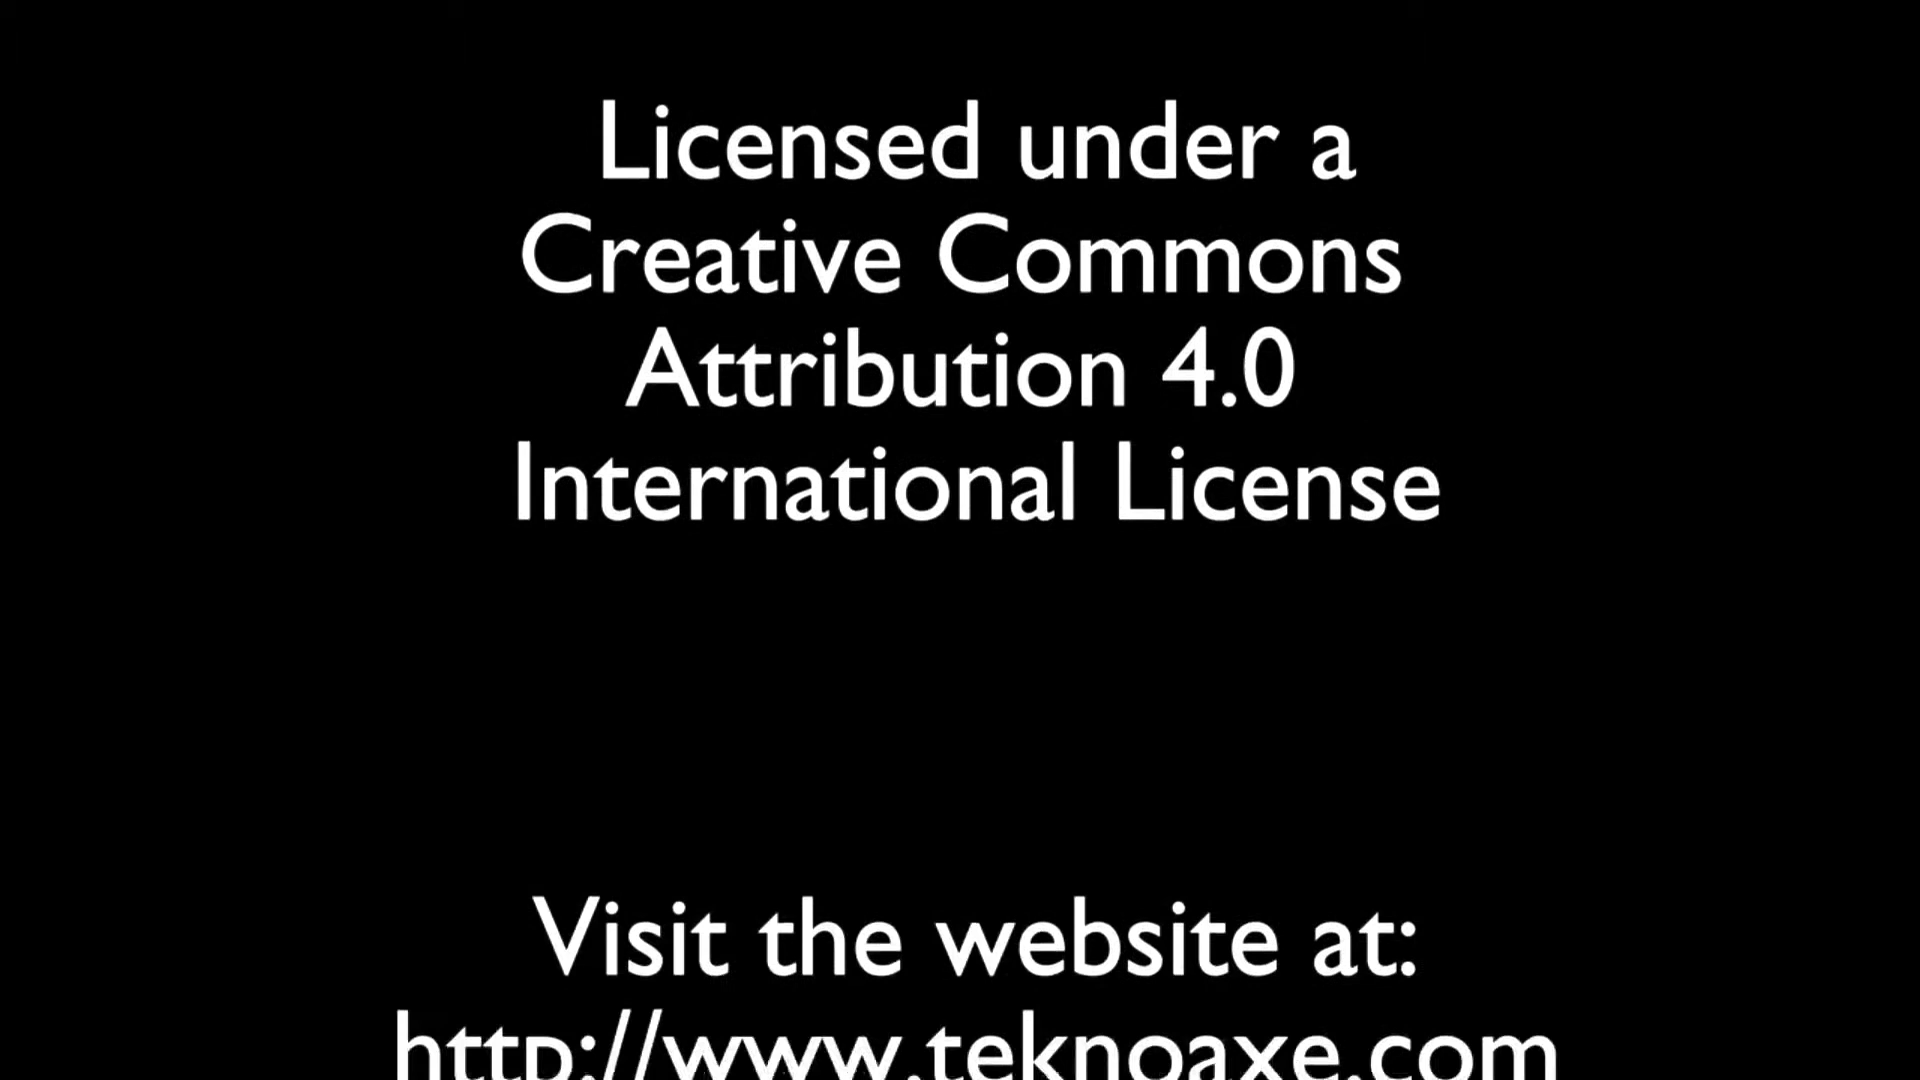 Licensed under a
Creative Commons
Attribution 4.0
International License
Visit the website at:
http://www.teknoaxe.com